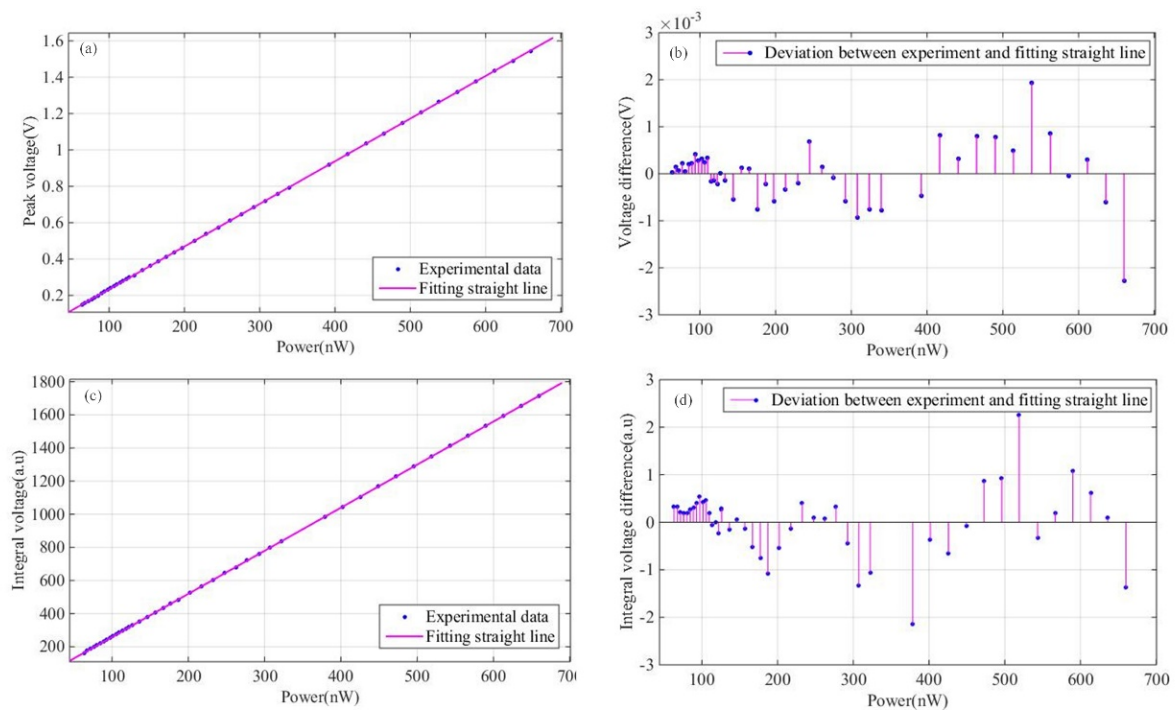 (a)
1.6
1.4
1.2
1
0.8
0.6
0.4
0.2
Peak voltage(V)
Experimental data
Fitting straight line
100 200 300 400 500 600 700
Power(nW)
×10⁻³
(b)
Deviation between experiment and fitting straight line
3
2
1
0
-1
-2
-3
Voltage difference(V)
100 200 300 400 500 600 700
Power(nW)
(c)
1800
1600
1400
1200
1000
800
600
400
200
Integral voltage(a.u)
Experimental data
Fitting straight line
100 200 300 400 500 600 700
Power(nW)
(d)
Deviation between experiment and fitting straight line
3
2
1
0
-1
-2
-3
Integral voltage difference(a.u)
100 200 300 400 500 600 700
Power(nW)